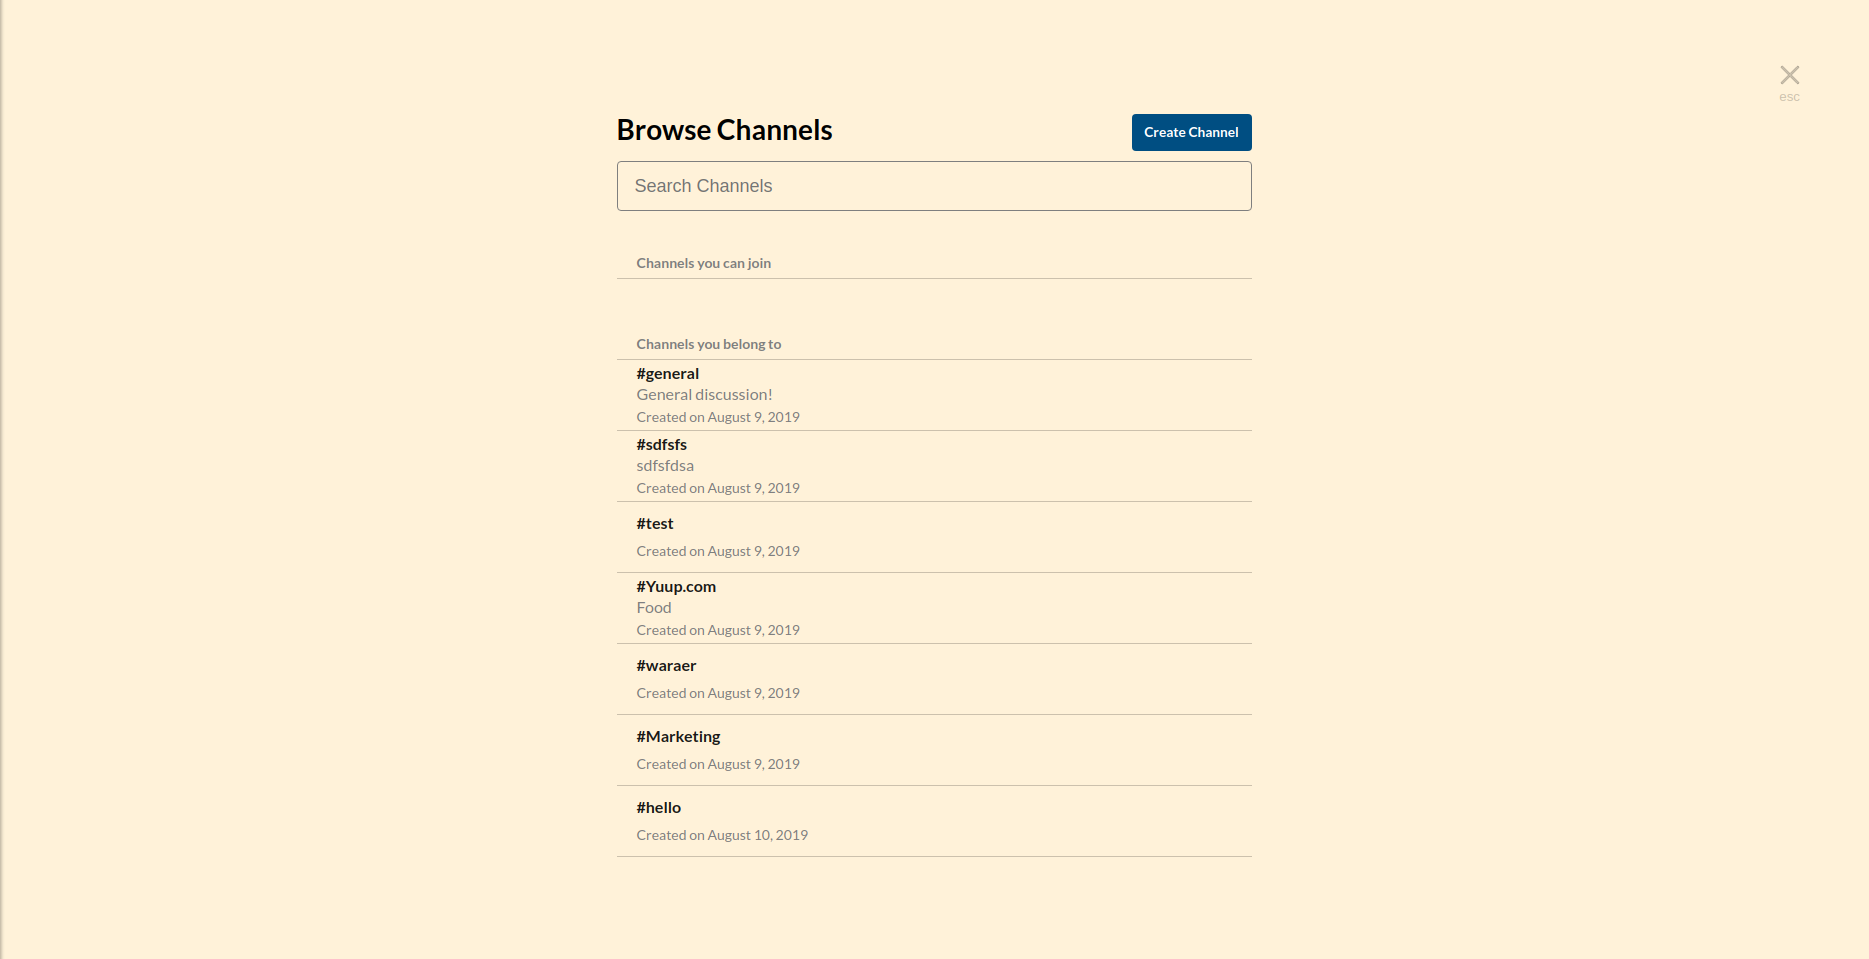 esc
Browse Channels
Create Channel
Search Channels
Channels you can join
Channels you belong to
#general
General discussion!
Created on August 9, 2019
#sdfsfs
sdfsfdsa
Created on August 9, 2019
#test
Created on August 9, 2019
#Yuup.com
Food
Created on August 9, 2019
#waraer
Created on August 9, 2019
#Marketing
Created on August 9, 2019
#hello
Created on August 10, 2019